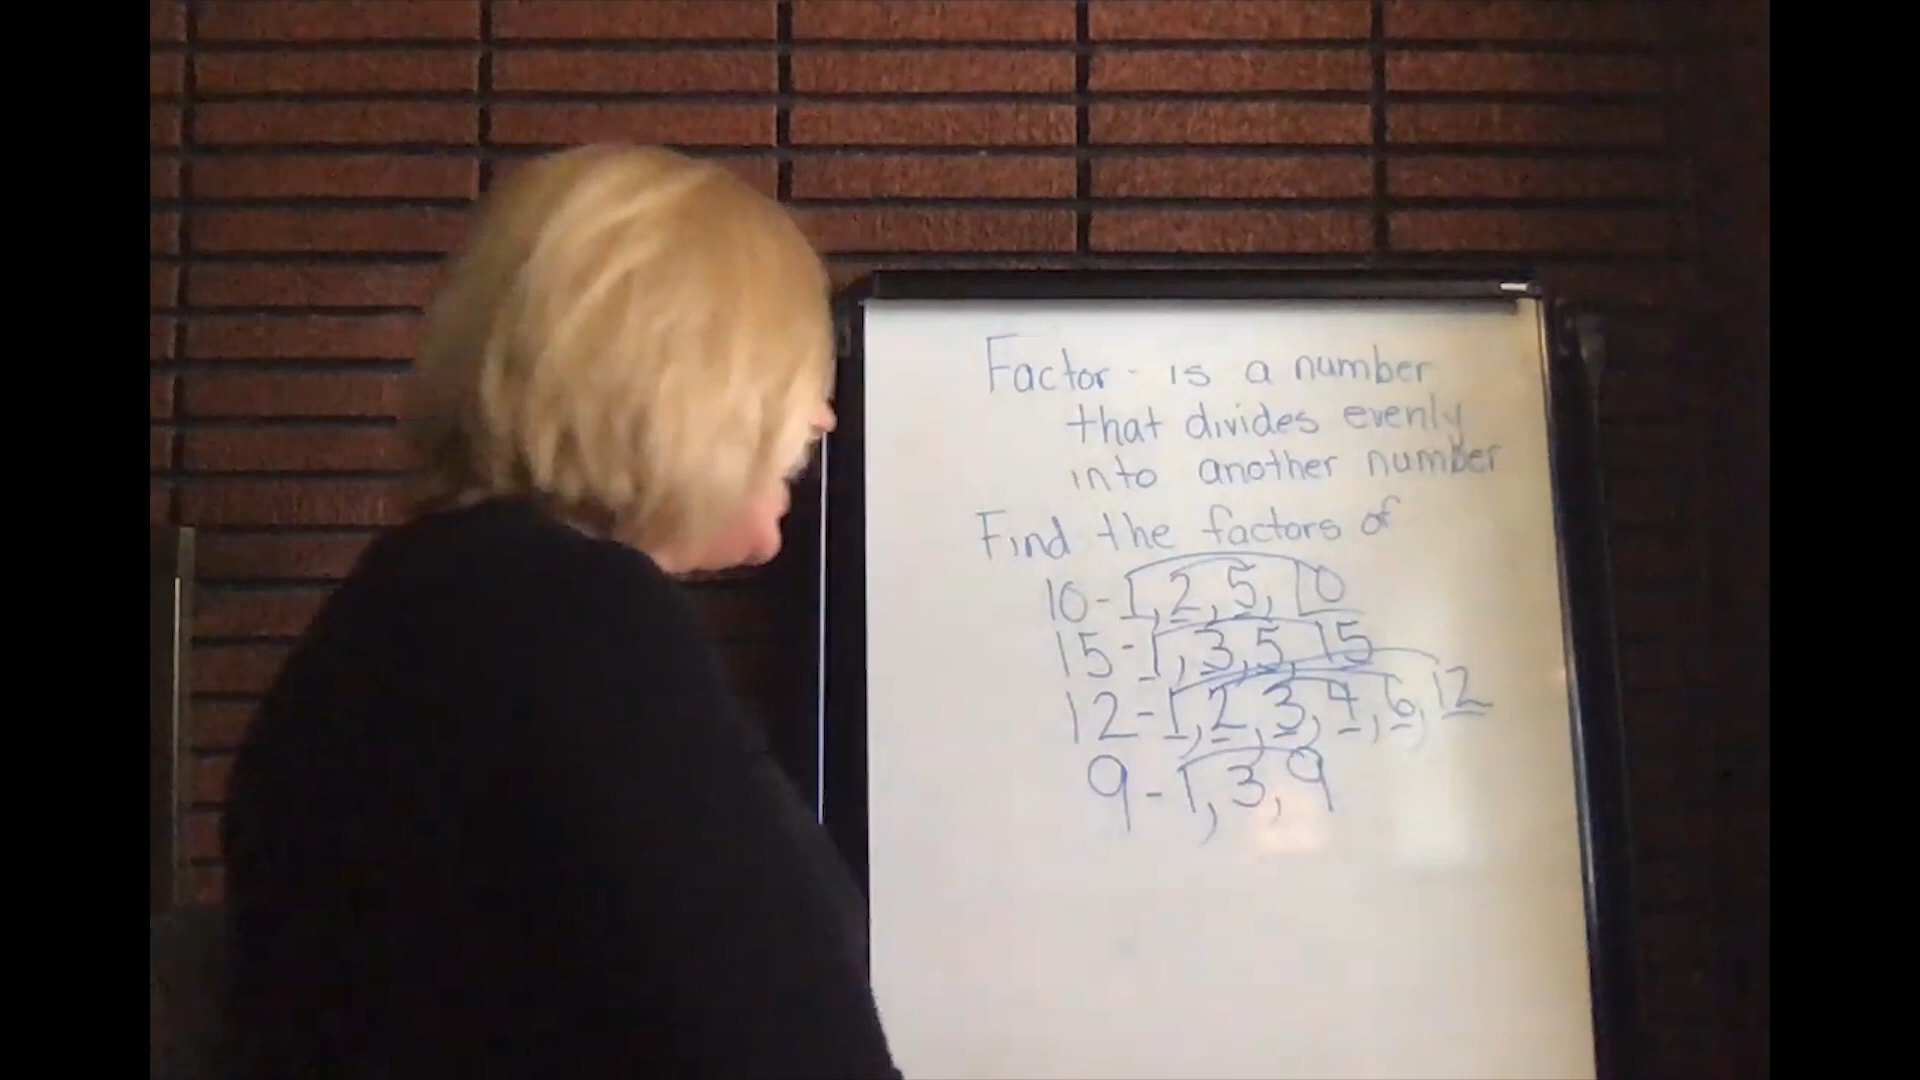 Factor - is a number
that divides evenly
into another number
Find the factors of
10 - 1, 2, 5, 10
15 - 1, 3, 5, 15
12 - 1, 2, 3, 4, 6, 12
9 - 1, 3, 9